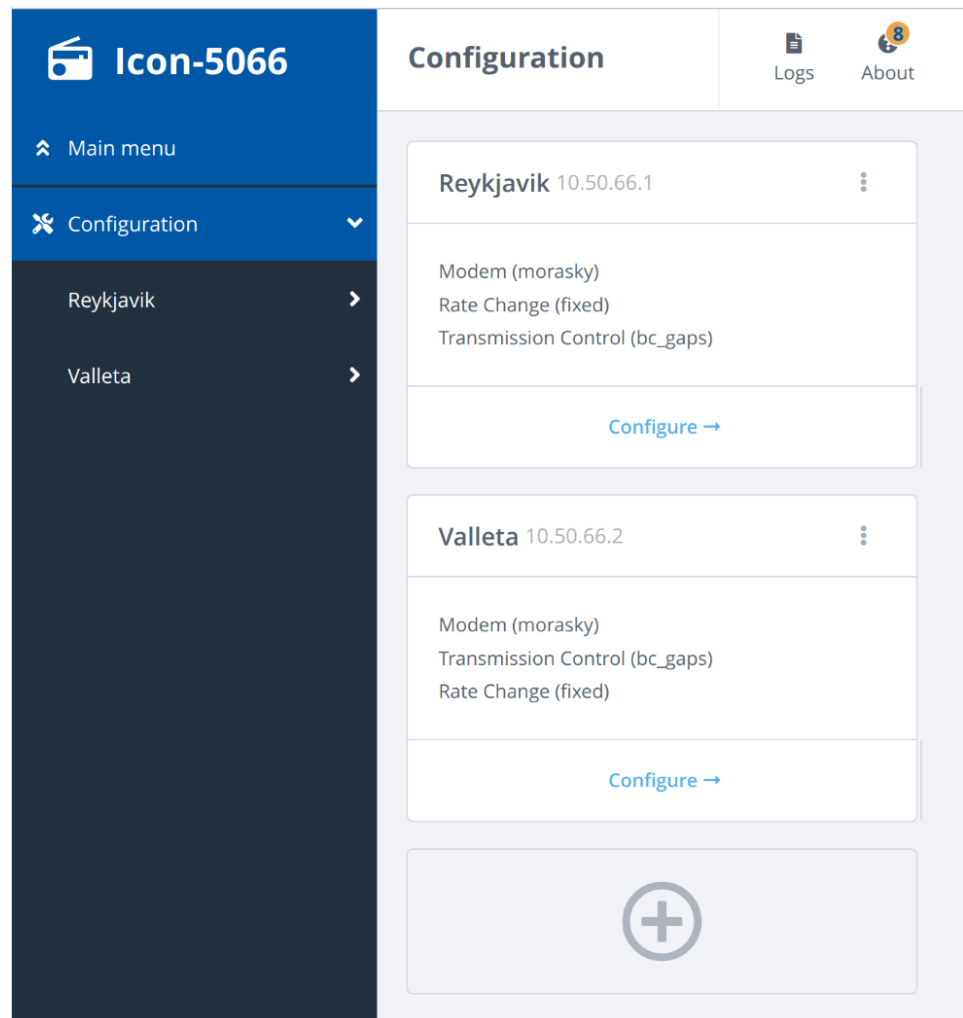 Icon-5066
Main menu
Configuration
Reykjavik
Valleta
Configuration
Logs
8
About
Reykjavik 10.50.66.1
Modem (morasky)
Rate Change (fixed)
Transmission Control (bc_gaps)
Configure →
Valleta 10.50.66.2
Modem (morasky)
Transmission Control (bc_gaps)
Rate Change (fixed)
Configure →